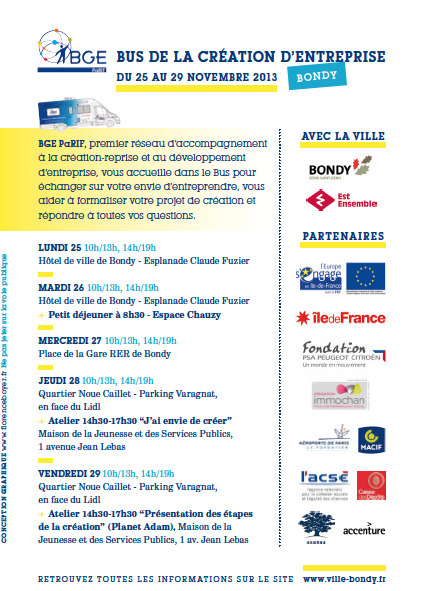 BGE
PaRIF
BUS DE LA CRÉATION D'ENTREPRISE
DU 25 AU 29 NOVEMBRE 2013
BONDY
BGE PaRIF, premier réseau d'accompagnement
à la création-reprise et au développement
d'entreprise, vous accueille dans le Bus pour
échanger sur votre envie d'entreprendre, vous
aider à formaliser votre projet de création et
répondre à toutes vos questions.
LUNDI 25 10h/13h, 14h/19h
Hôtel de ville de Bondy - Esplanade Claude Fuzier
MARDI 26 10h/13h, 14h/19h
Hôtel de ville de Bondy - Esplanade Claude Fuzier
+ Petit déjeuner à 8h30 - Espace Chauzy
MERCREDI 27 10h/13h, 14h/19h
Place de la Gare RER de Bondy
JEUDI 28 10h/13h, 14h/19h
Quartier Noue Caillet - Parking Varagnat,
en face du Lidl
+ Atelier 14h30-17h30 “J'ai envie de créer”
Maison de la Jeunesse et des Services Publics,
1 avenue Jean Lebas
VENDREDI 29 10h/13h, 14h/19h
Quartier Noue Caillet - Parking Varagnat,
en face du Lidl
+ Atelier 14h30-17h30 “Présentation des étapes
de la création” (Planet Adam), Maison de la
Jeunesse et des Services Publics, 1 av. Jean Lebas
AVEC LA VILLE
BONDY
Est
Ensemble
PARTENAIRES
l'Europe
s'engage
en Île-de-France
îledeFrance
Fondation
PSA PEUGEOT CITROËN
Un monde en mouvement
immochan
AÉROPORTS DE PARIS
LA FONDATION
MACIF
l'acsé
Caisse
des Dépôts
accenture
CONCEPTION GRAPHIQUE www.florenceboyer.fr Ne pas jeter sur la voie publique
RETROUVEZ TOUTES LES INFORMATIONS SUR LE SITE www.ville-bondy.fr